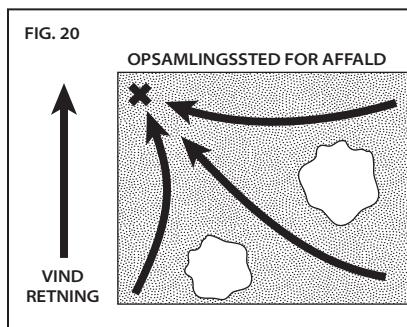 FIG. 20
OPSAMLINGSSTED FOR AFFALD
VIND
RETNING